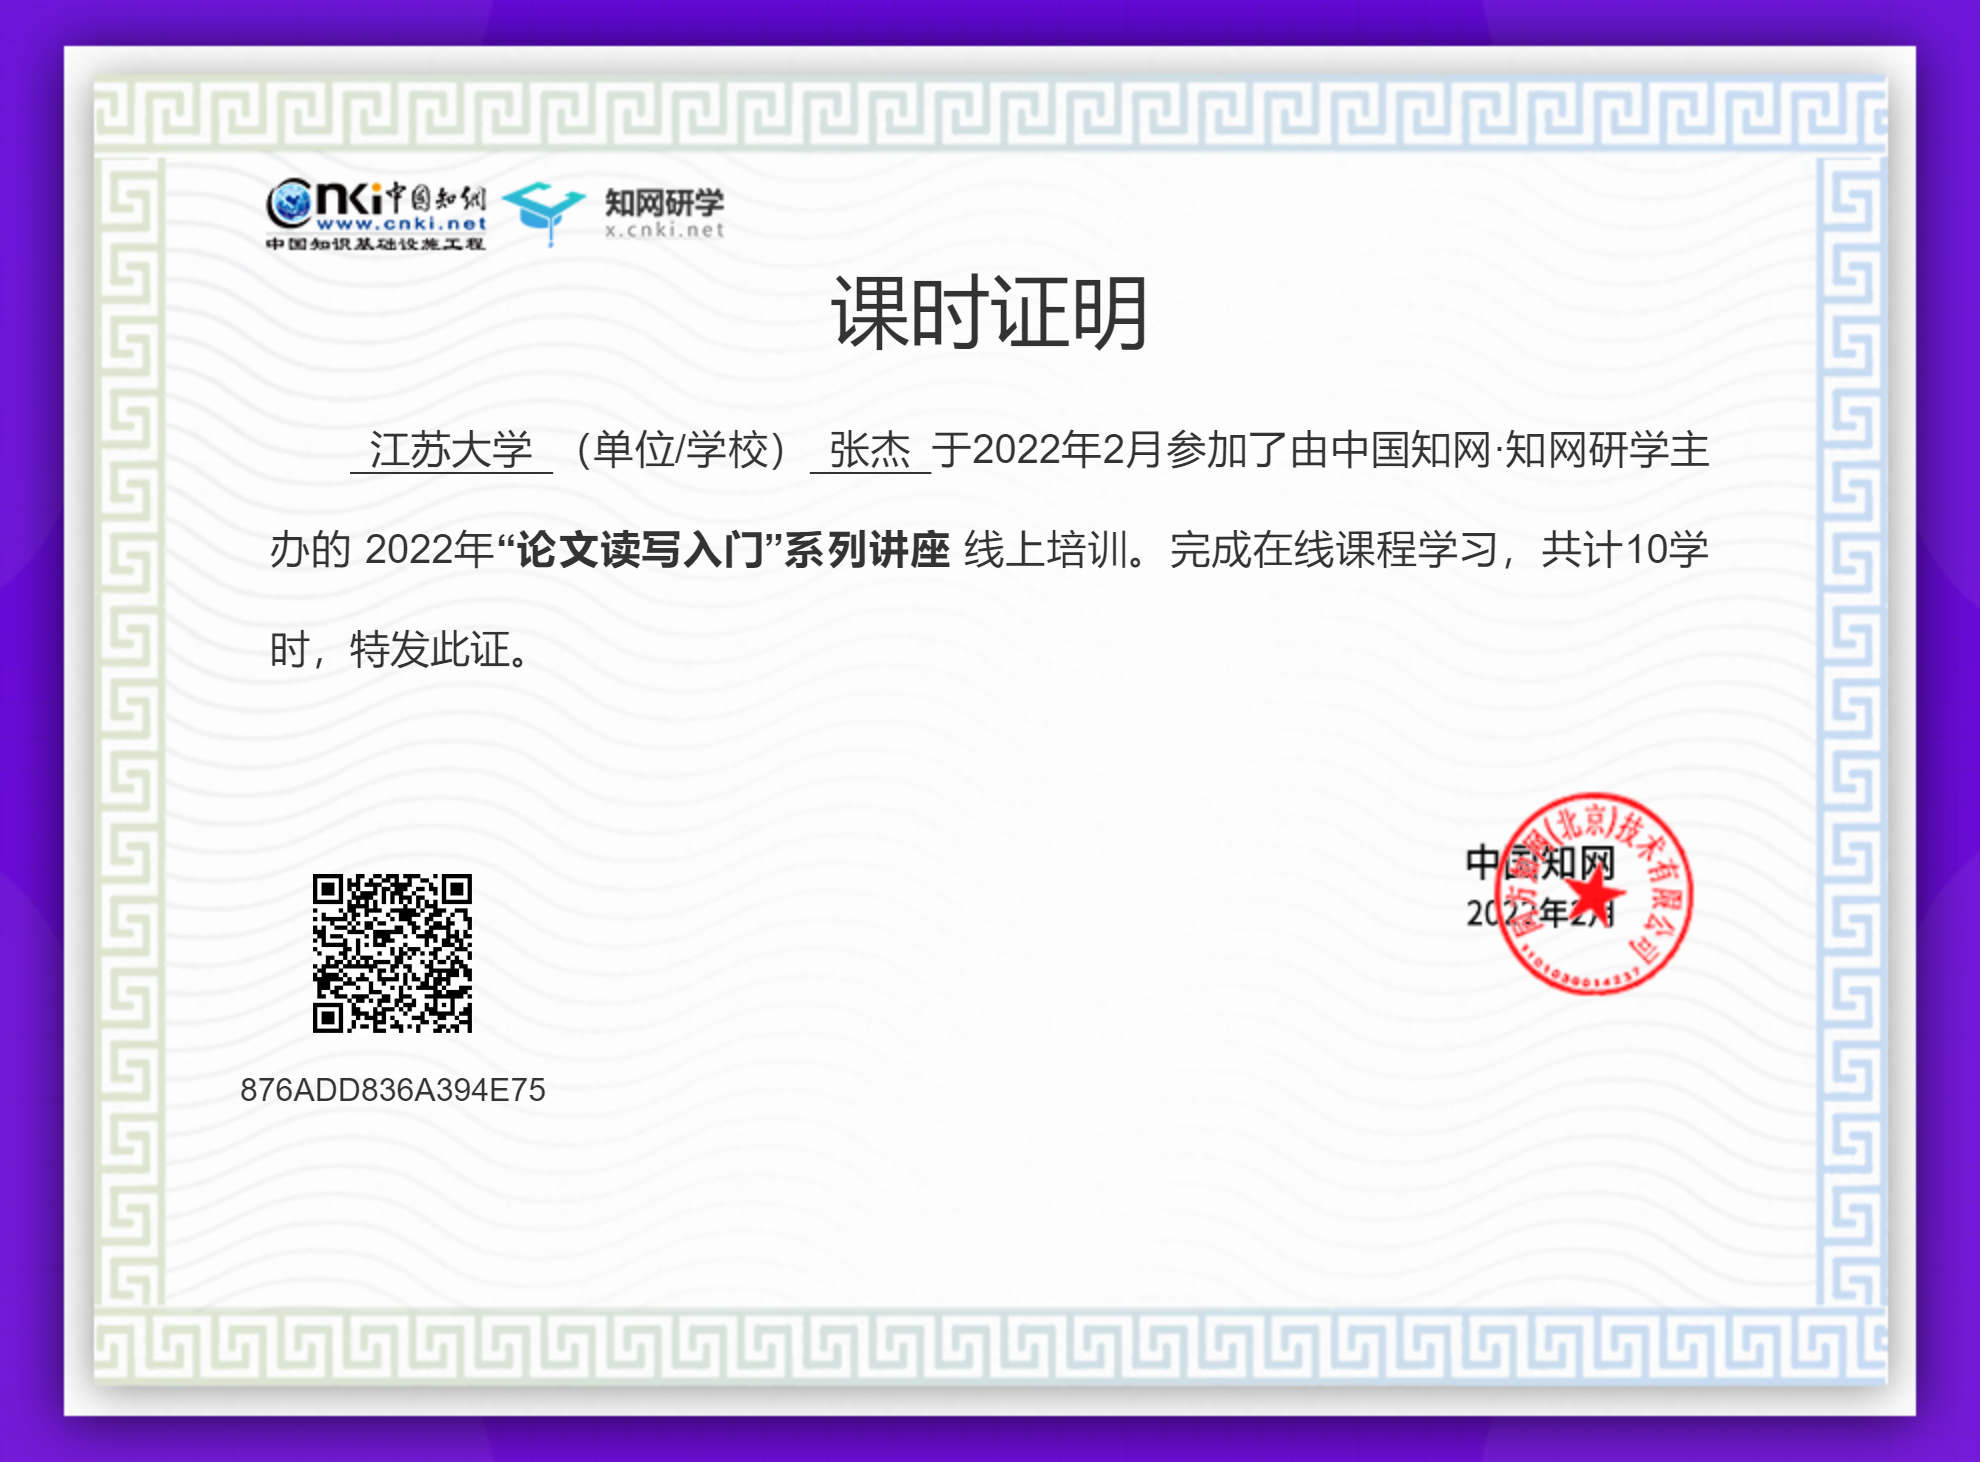 CNKI中国知网
www.cnki.net
中国知识基础设施工程
知网研学
x.cnki.net
课时证明
江苏大学 （单位/学校） 张杰 于2022年2月参加了由中国知网·知网研学主
办的 2022年“论文读写入门”系列讲座 线上培训。完成在线课程学习，共计10学
时，特发此证。
中国知网
2022年2月
同方知网(北京)技术有限公司
876ADD836A394E75